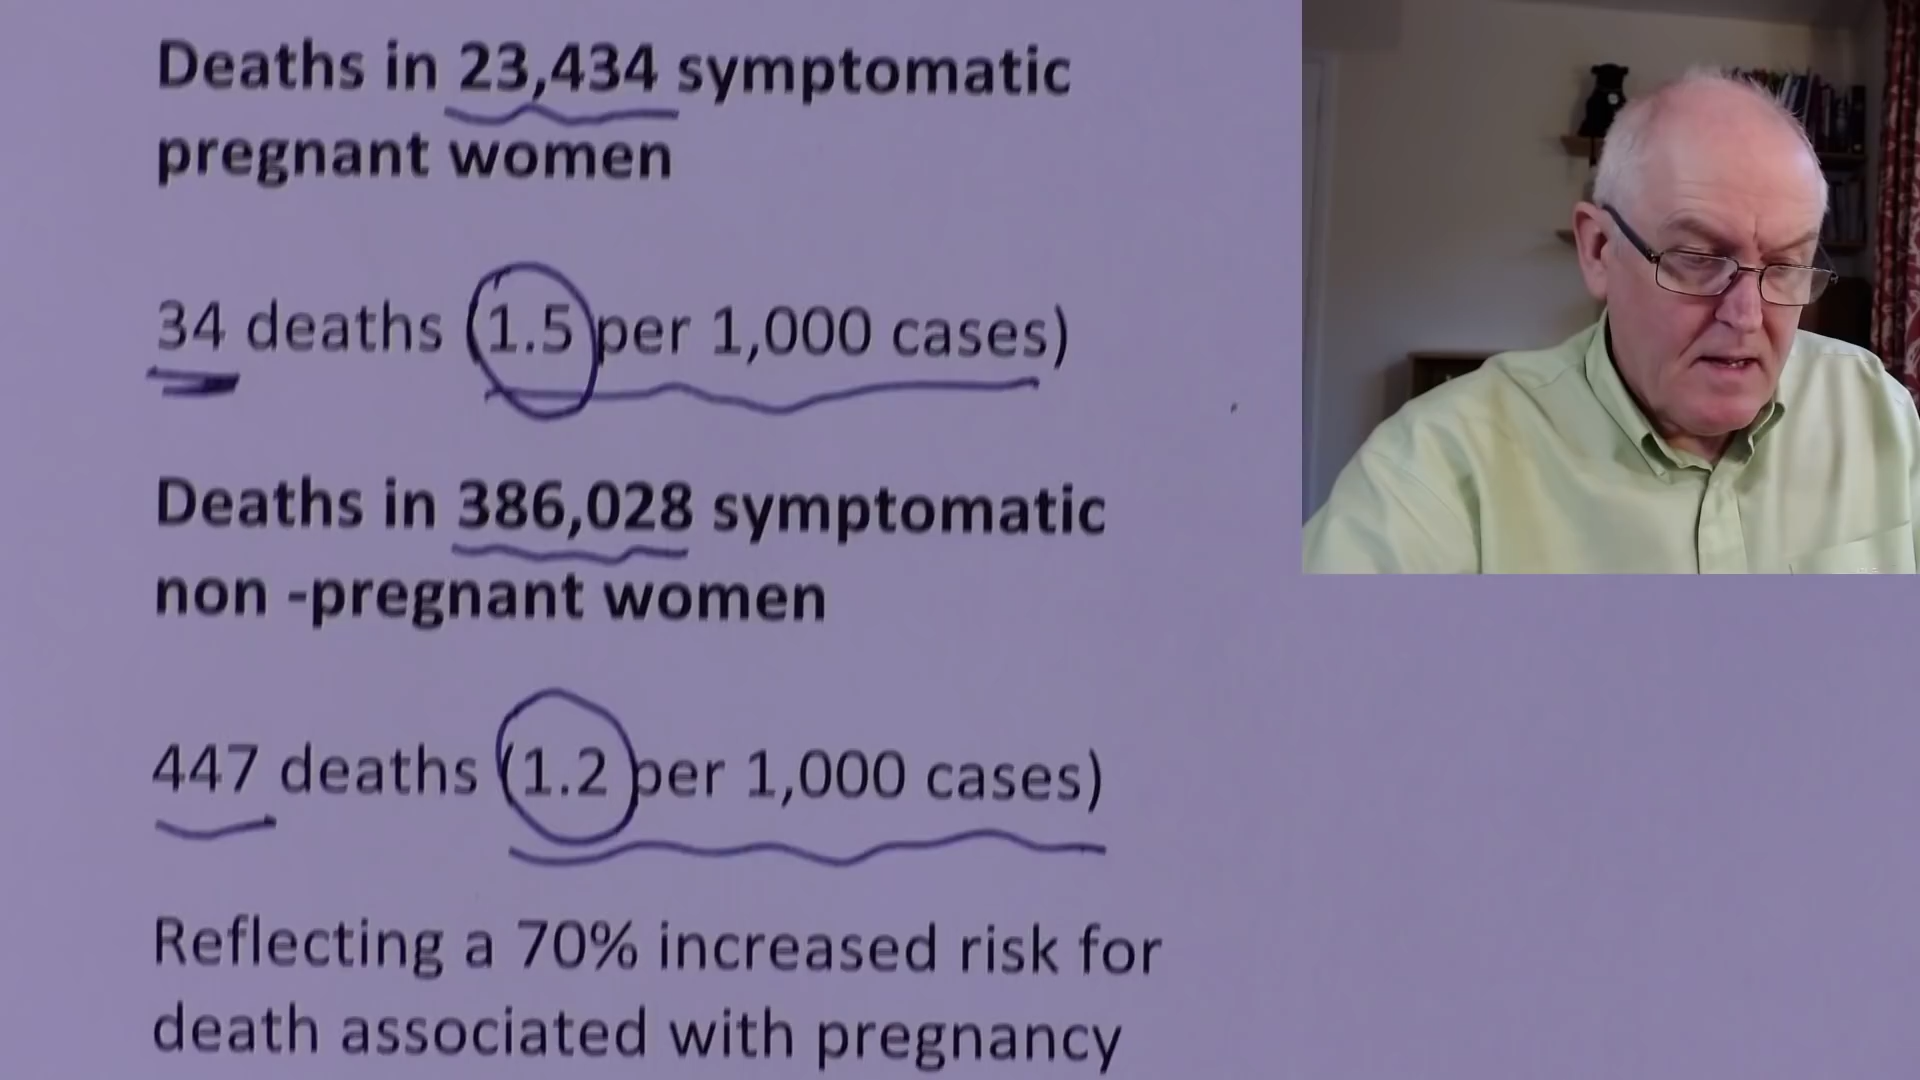 Deaths in 23,434 symptomatic
pregnant women
34 deaths (1.5 per 1,000 cases)
Deaths in 386,028 symptomatic
non -pregnant women
447 deaths (1.2 per 1,000 cases)
Reflecting a 70% increased risk for
death associated with pregnancy